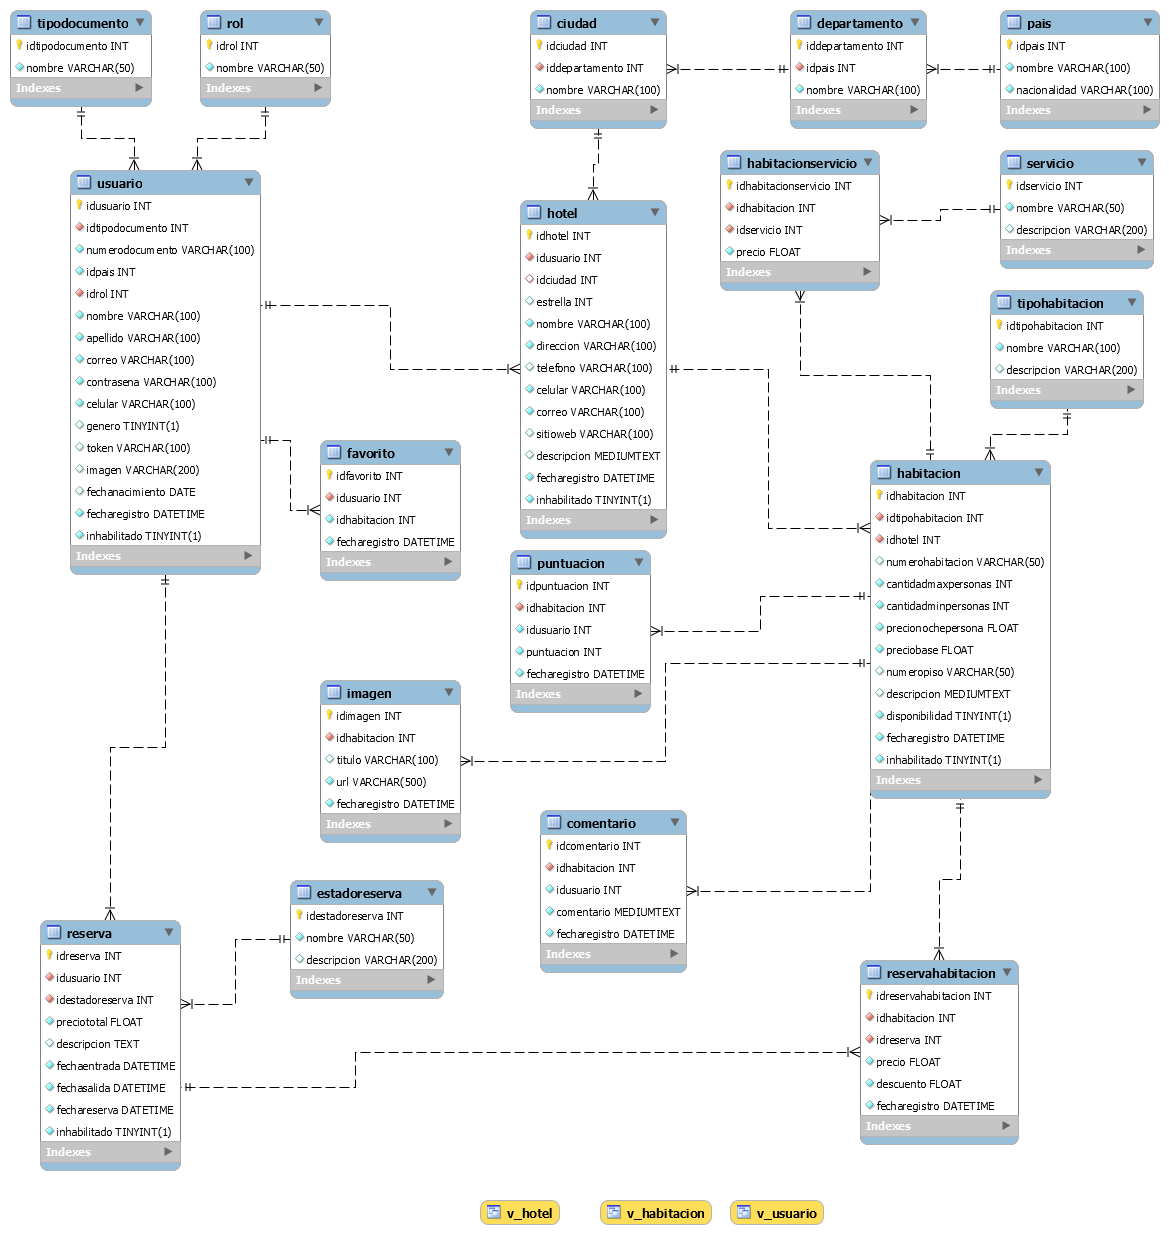 tipodocumento
idtipodocumento INT
nombre VARCHAR(50)
Indexes
rol
idrol INT
nombre VARCHAR(50)
Indexes
ciudad
idciudad INT
iddepartamento INT
nombre VARCHAR(100)
Indexes
departamento
iddepartamento INT
idpais INT
nombre VARCHAR(100)
Indexes
pais
idpais INT
nombre VARCHAR(100)
nacionalidad VARCHAR(100)
Indexes
usuario
idusuario INT
idtipodocumento INT
numerodocumento VARCHAR(100)
idpais INT
idrol INT
nombre VARCHAR(100)
apellido VARCHAR(100)
correo VARCHAR(100)
contrasena VARCHAR(100)
celular VARCHAR(100)
genero TINYINT(1)
token VARCHAR(100)
imagen VARCHAR(200)
fechanacimiento DATE
fecharegistro DATETIME
inhabilitado TINYINT(1)
Indexes
hotel
idhotel INT
idusuario INT
idciudad INT
estrella INT
nombre VARCHAR(100)
direccion VARCHAR(100)
telefono VARCHAR(100)
celular VARCHAR(100)
correo VARCHAR(100)
sitioweb VARCHAR(100)
descripcion MEDIUMTEXT
fecharegistro DATETIME
inhabilitado TINYINT(1)
Indexes
habitacionservicio
idhabitacionservicio INT
idhabitacion INT
idservicio INT
precio FLOAT
Indexes
servicio
idservicio INT
nombre VARCHAR(50)
descripcion VARCHAR(200)
Indexes
tipohabitacion
idtipohabitacion INT
nombre VARCHAR(100)
descripcion VARCHAR(200)
Indexes
favorito
idfavorito INT
idusuario INT
idhabitacion INT
fecharegistro DATETIME
Indexes
habitacion
idhabitacion INT
idtipohabitacion INT
idhotel INT
numerohabitacion VARCHAR(50)
cantidadmaxpersonas INT
cantidadminpersonas INT
precionochepersona FLOAT
preciobase FLOAT
numeropiso VARCHAR(50)
descripcion MEDIUMTEXT
disponibilidad TINYINT(1)
fecharegistro DATETIME
inhabilitado TINYINT(1)
Indexes
puntuacion
idpuntuacion INT
idhabitacion INT
idusuario INT
puntuacion INT
fecharegistro DATETIME
Indexes
imagen
idimagen INT
idhabitacion INT
titulo VARCHAR(100)
url VARCHAR(500)
fecharegistro DATETIME
Indexes
comentario
idcomentario INT
idhabitacion INT
idusuario INT
comentario MEDIUMTEXT
fecharegistro DATETIME
Indexes
estadoreserva
idestadoreserva INT
nombre VARCHAR(50)
descripcion VARCHAR(200)
Indexes
reserva
idreserva INT
idusuario INT
idestadoreserva INT
preciototal FLOAT
descripcion TEXT
fechaentrada DATETIME
fechasalida DATETIME
fechareserva DATETIME
inhabilitado TINYINT(1)
Indexes
reservahabitacion
idreservahabitacion INT
idhabitacion INT
idreserva INT
precio FLOAT
descuento FLOAT
fecharegistro DATETIME
Indexes
v_hotel
v_habitacion
v_usuario